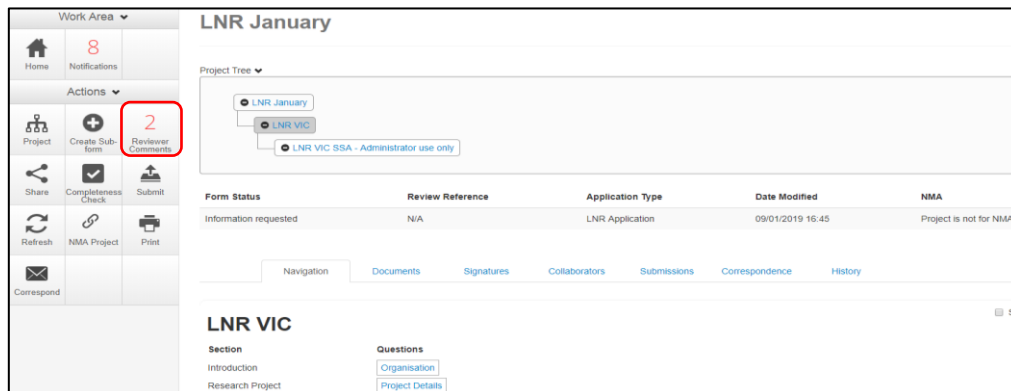 Work Area
8
Home Notifications
Actions
2
Project Create Sub-form Reviewer Comments
Share Completeness Check Submit
Refresh NMA Project Print
Correspond
LNR January
Project Tree
LNR January
LNR VIC
LNR VIC SSA - Administrator use only
Form Status Review Reference Application Type Date Modified NMA
Information requested N/A LNR Application 09/01/2019 16:45 Project is not for NMA
Navigation Documents Signatures Collaborators Submissions Correspondence History
LNR VIC
Section Questions
Introduction Organisation
Research Project Project Details